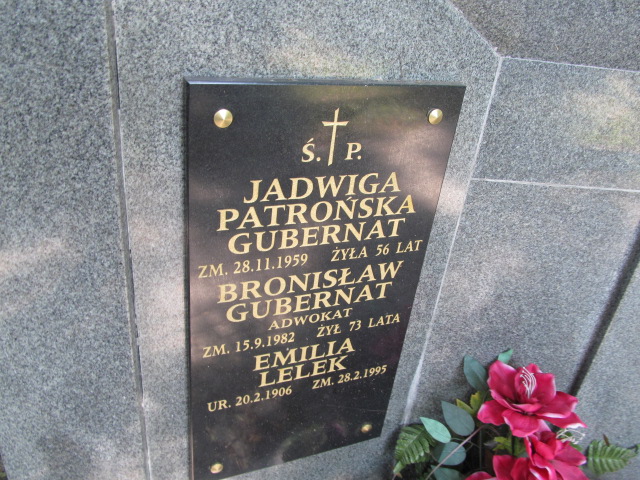 Ś. P.
JADWIGA
PATROŃSKA
GUBERNAT
ZM. 28.11.1959 ŻYŁA 56 LAT
BRONISŁAW
GUBERNAT
ADWOKAT
ZM. 15.9.1982 ŻYŁ 73 LATA
EMILIA
LELEK
UR. 20.2.1906 ZM. 28.2.1995